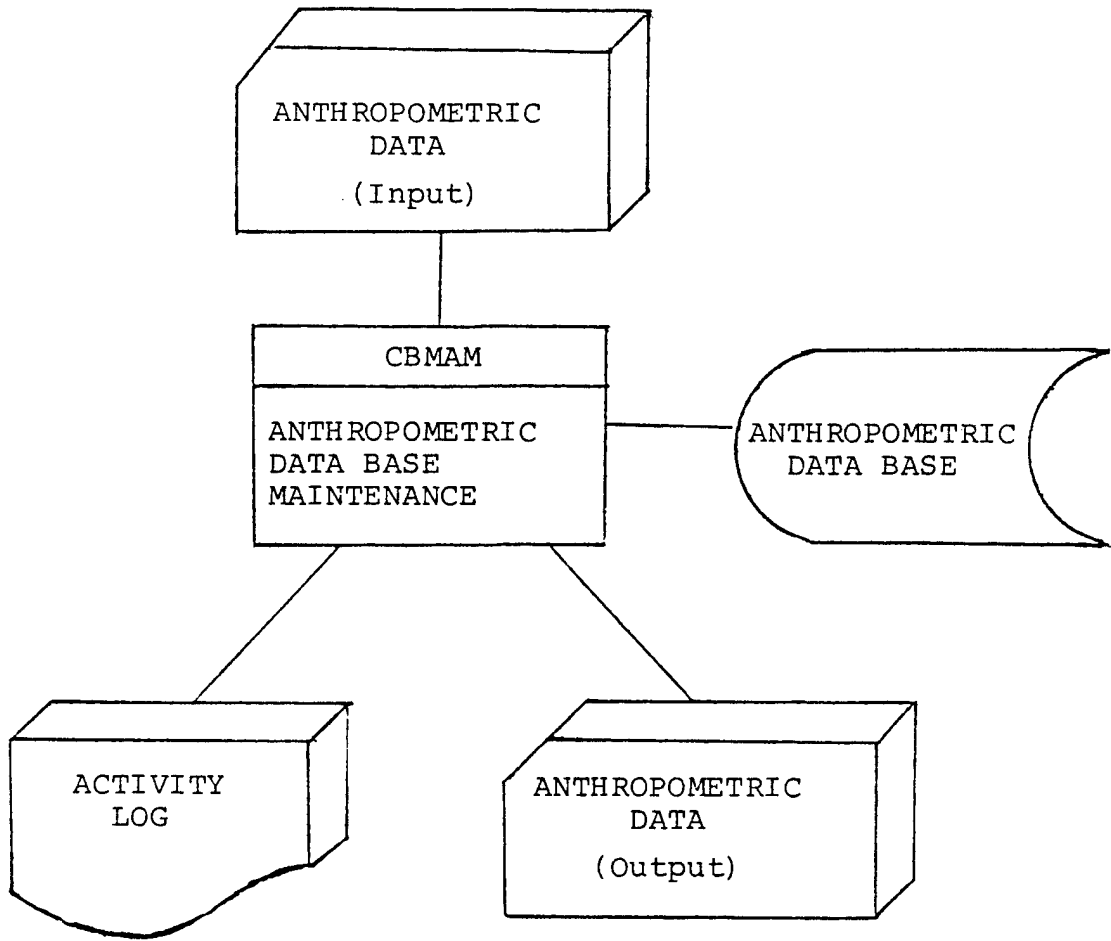 ANTHROPOMETRIC
DATA
(Input)
CBMAM
ANTHROPOMETRIC
DATA BASE
MAINTENANCE
ANTHROPOMETRIC
DATA BASE
ACTIVITY
LOG
ANTHROPOMETRIC
DATA
(Output)